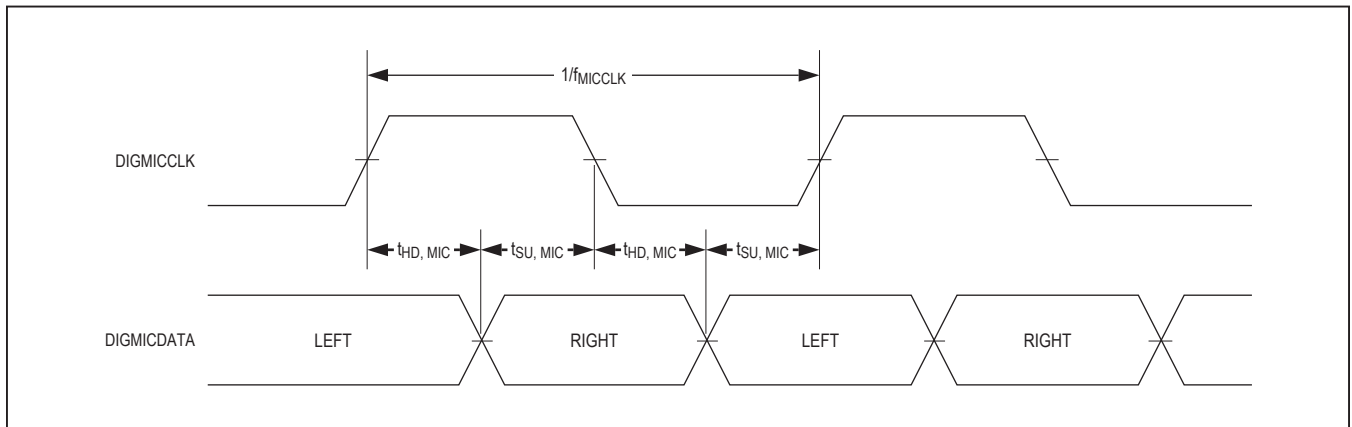 1/fMICCLK
DIGMICCLK
tHD, MIC tSU, MIC tHD, MIC tSU, MIC
DIGMICDATA LEFT RIGHT LEFT RIGHT